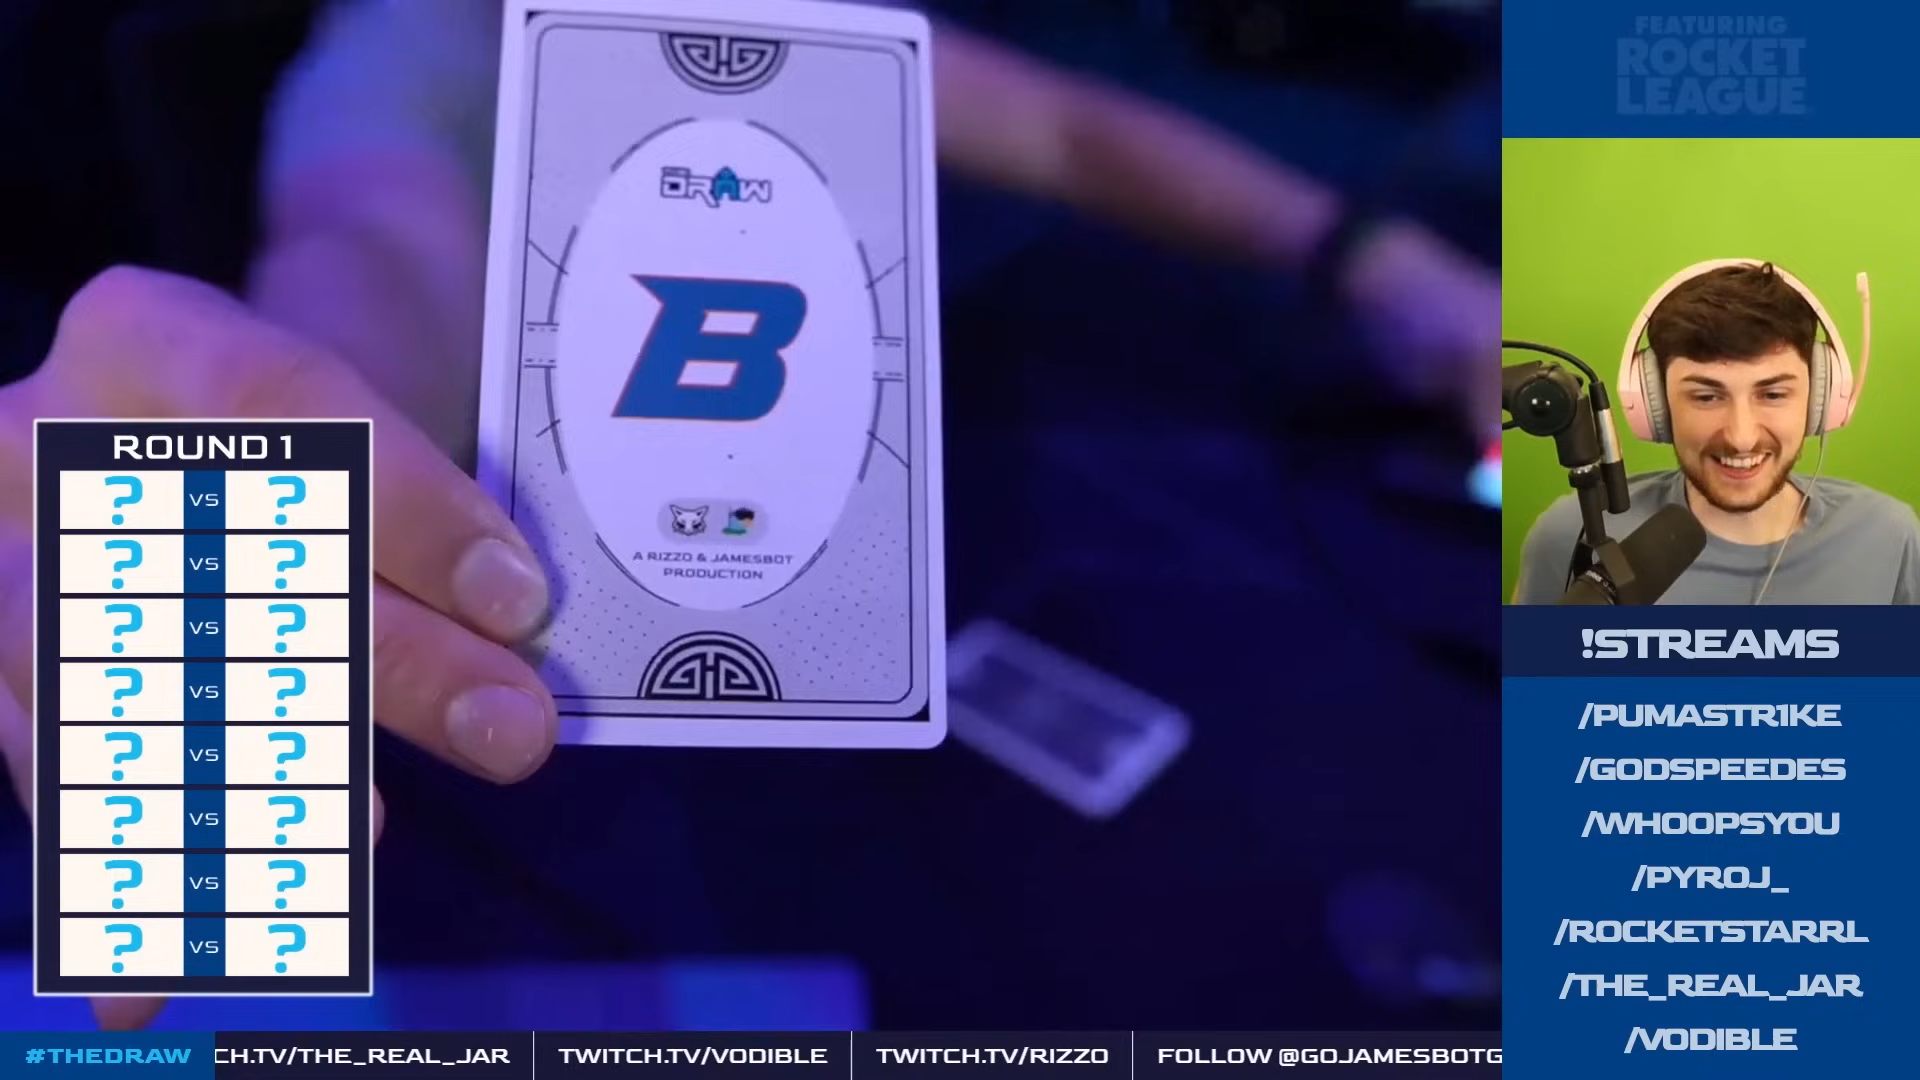 FEATURING
ROCKET
LEAGUE
DRAW
B
A RIZZO & JAMESBOT
PRODUCTION
ROUND 1
? VS ?
? VS ?
? VS ?
? VS ?
? VS ?
? VS ?
? VS ?
? VS ?
!STREAMS
/PUMASTR1KE
/GODSPEEDES
/WHOOPSYOU
/PYROJ_
/ROCKETSTARRL
/THE_REAL_JAR
/VODIBLE
#THEDRAW CH.TV/THE_REAL_JAR TWITCH.TV/VODIBLE TWITCH.TV/RIZZO FOLLOW @GOJAMESBOTG